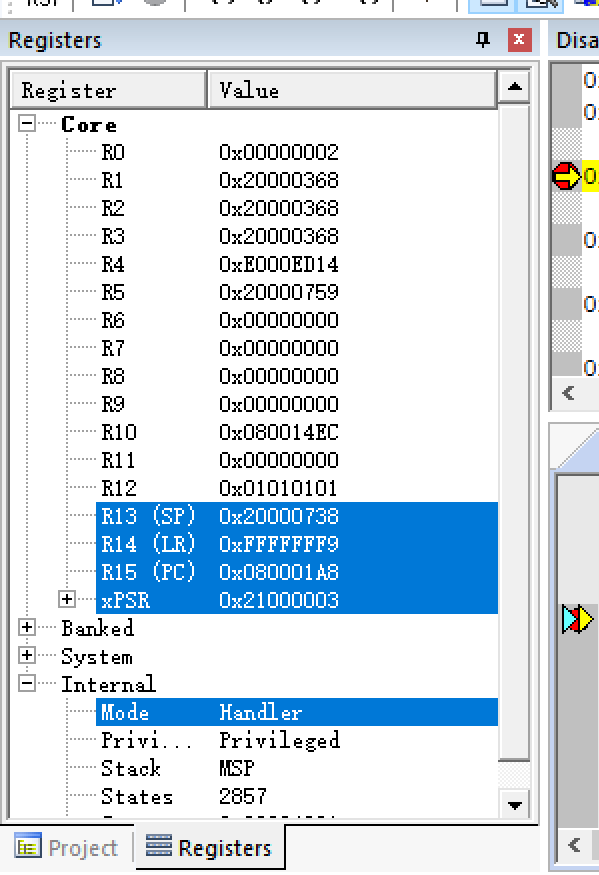 RST
Registers
Disa
Register Value
Core
R0 0x00000002
R1 0x20000368
R2 0x20000368
R3 0x20000368
R4 0xE000ED14
R5 0x20000759
R6 0x00000000
R7 0x00000000
R8 0x00000000
R9 0x00000000
R10 0x080014EC
R11 0x00000000
R12 0x01010101
R13 (SP) 0x20000738
R14 (LR) 0xFFFFFFF9
R15 (PC) 0x080001A8
xPSR 0x21000003
Banked
System
Internal
Mode Handler
Privi... Privileged
Stack MSP
States 2857
Project
Registers